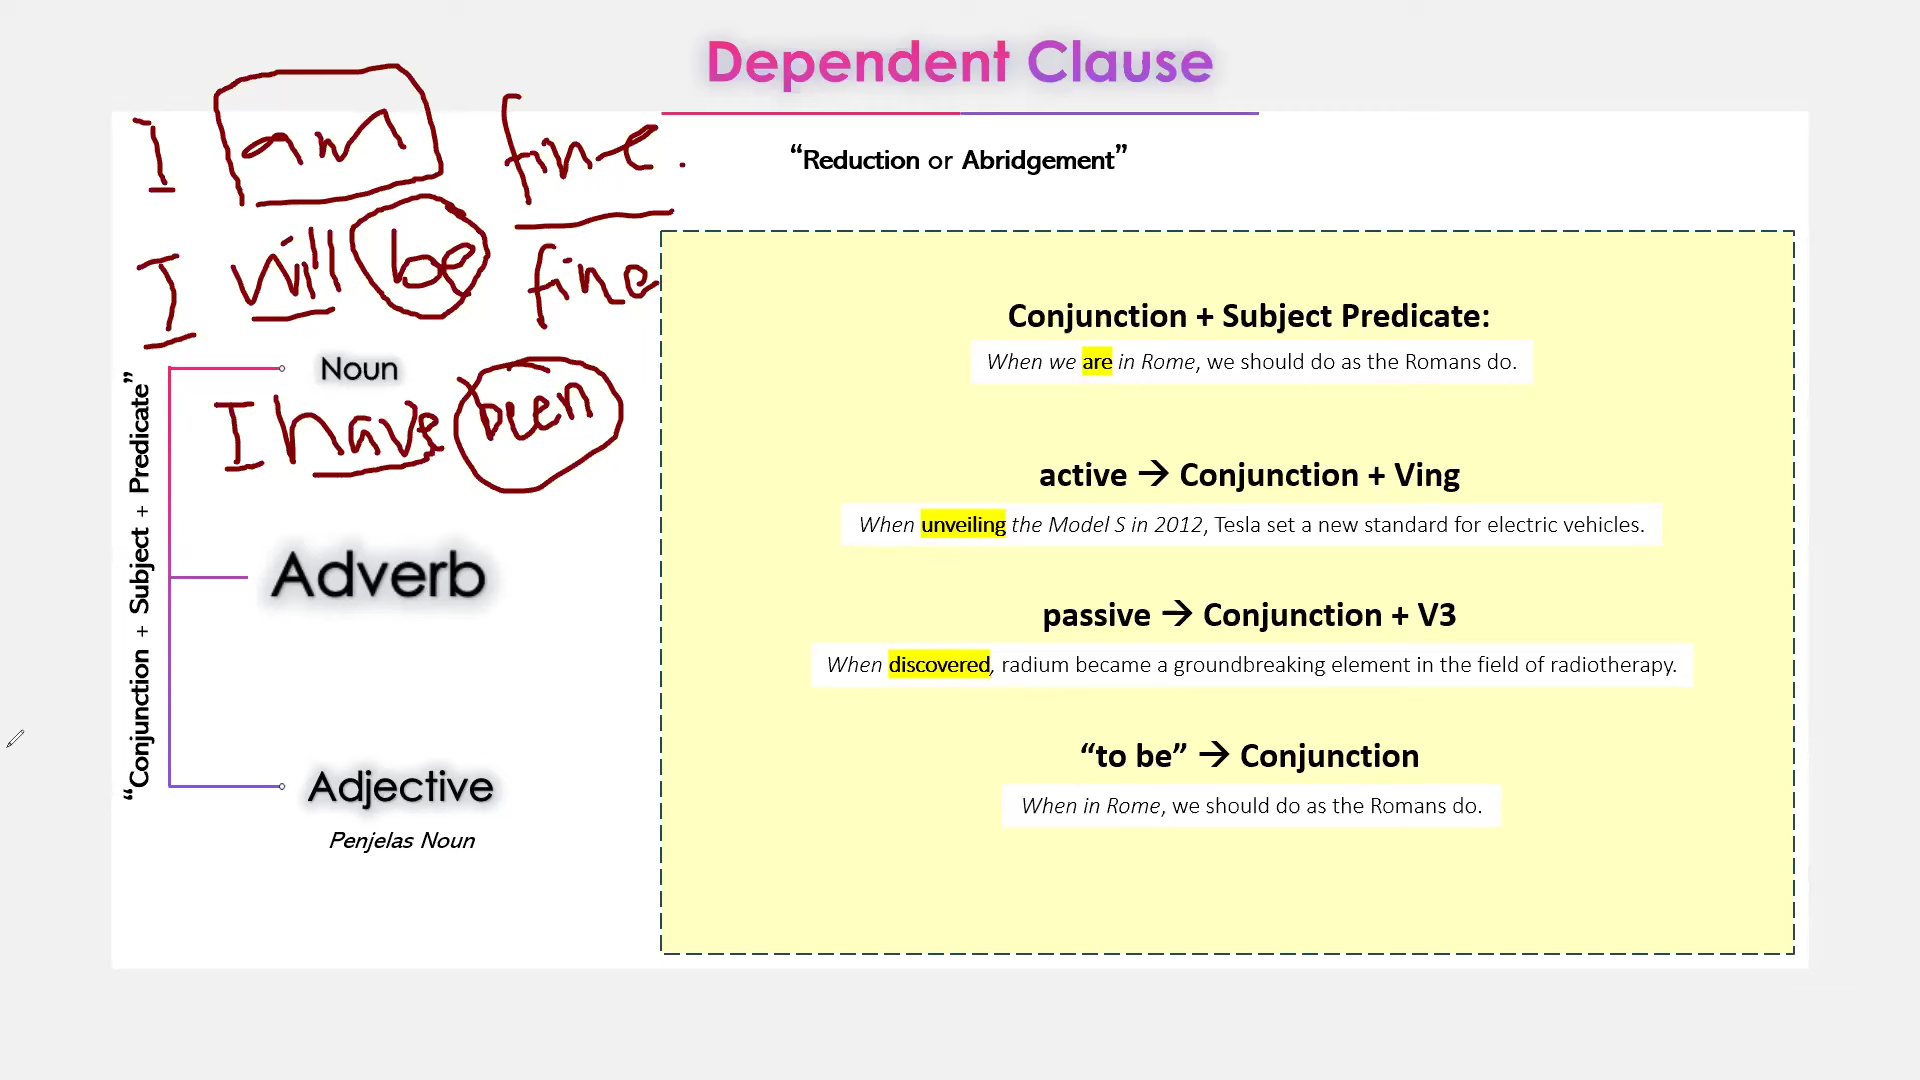 Dependent Clause
“Reduction or Abridgement”
I am fine.
I will be fine
I have been
“Conjunction + Subject + Predicate”
Noun
Adverb
Adjective
Penjelas Noun
Conjunction + Subject Predicate:
When we are in Rome, we should do as the Romans do.
active → Conjunction + Ving
When unveiling the Model S in 2012, Tesla set a new standard for electric vehicles.
passive → Conjunction + V3
When discovered, radium became a groundbreaking element in the field of radiotherapy.
“to be” → Conjunction
When in Rome, we should do as the Romans do.